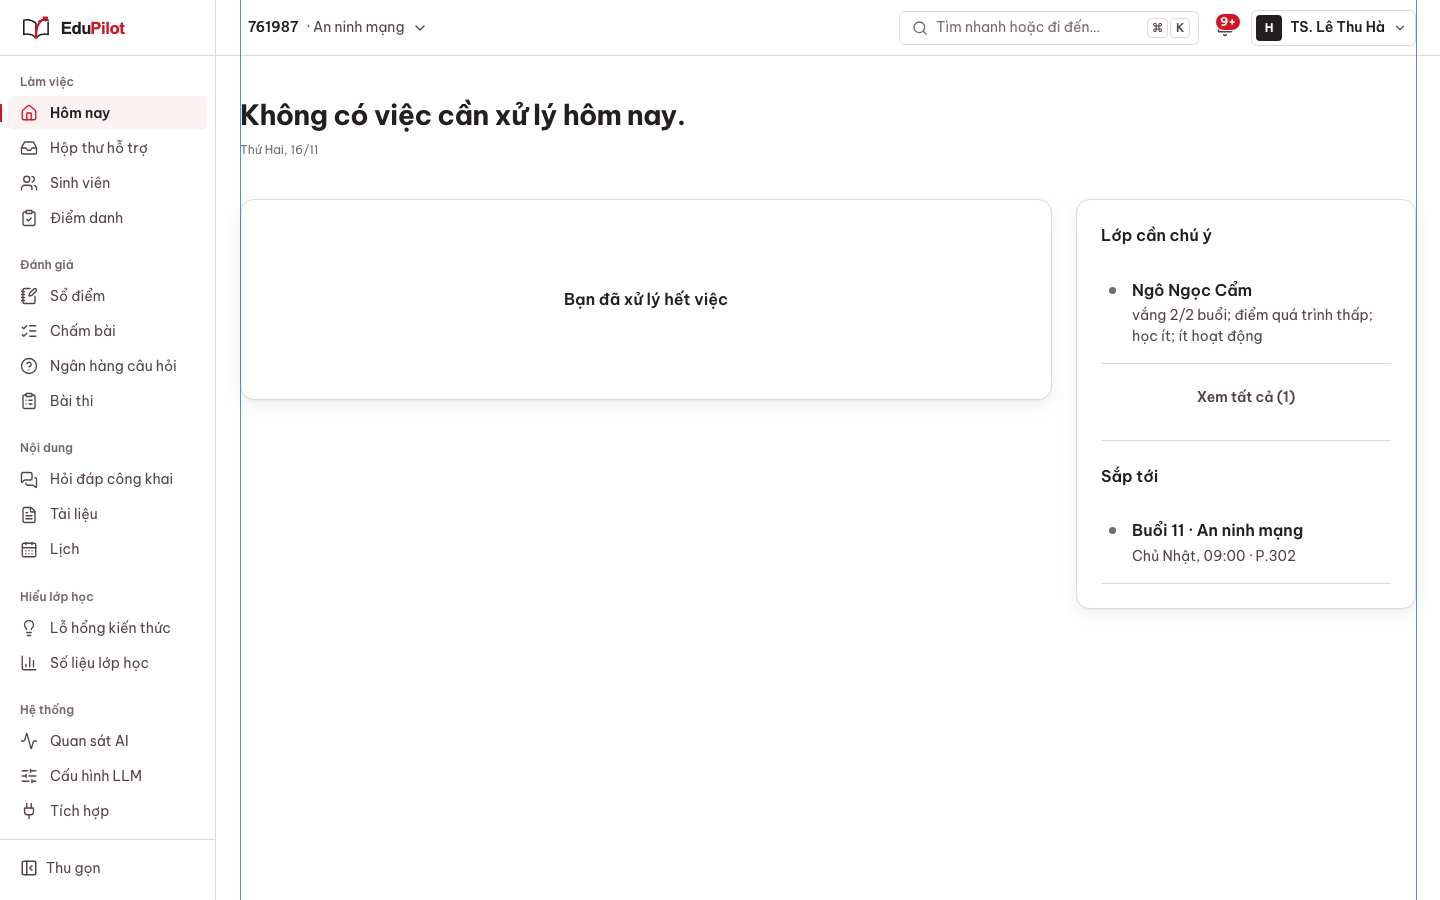 EduPilot
761987 · An ninh mạng
Tìm nhanh hoặc đi đến...
⌘ K
9+
H
TS. Lê Thu Hà
Làm việc
Hôm nay
Hộp thư hỗ trợ
Sinh viên
Điểm danh
Đánh giá
Sổ điểm
Chấm bài
Ngân hàng câu hỏi
Bài thi
Nội dung
Hỏi đáp công khai
Tài liệu
Lịch
Hiểu lớp học
Lỗ hổng kiến thức
Số liệu lớp học
Hệ thống
Quan sát AI
Cấu hình LLM
Tích hợp
Thu gọn
Không có việc cần xử lý hôm nay.
Thứ Hai, 16/11
Bạn đã xử lý hết việc
Lớp cần chú ý
Ngô Ngọc Cẩm
vắng 2/2 buổi; điểm quá trình thấp;
học ít; ít hoạt động
Xem tất cả (1)
Sắp tới
Buổi 11 · An ninh mạng
Chủ Nhật, 09:00 · P.302